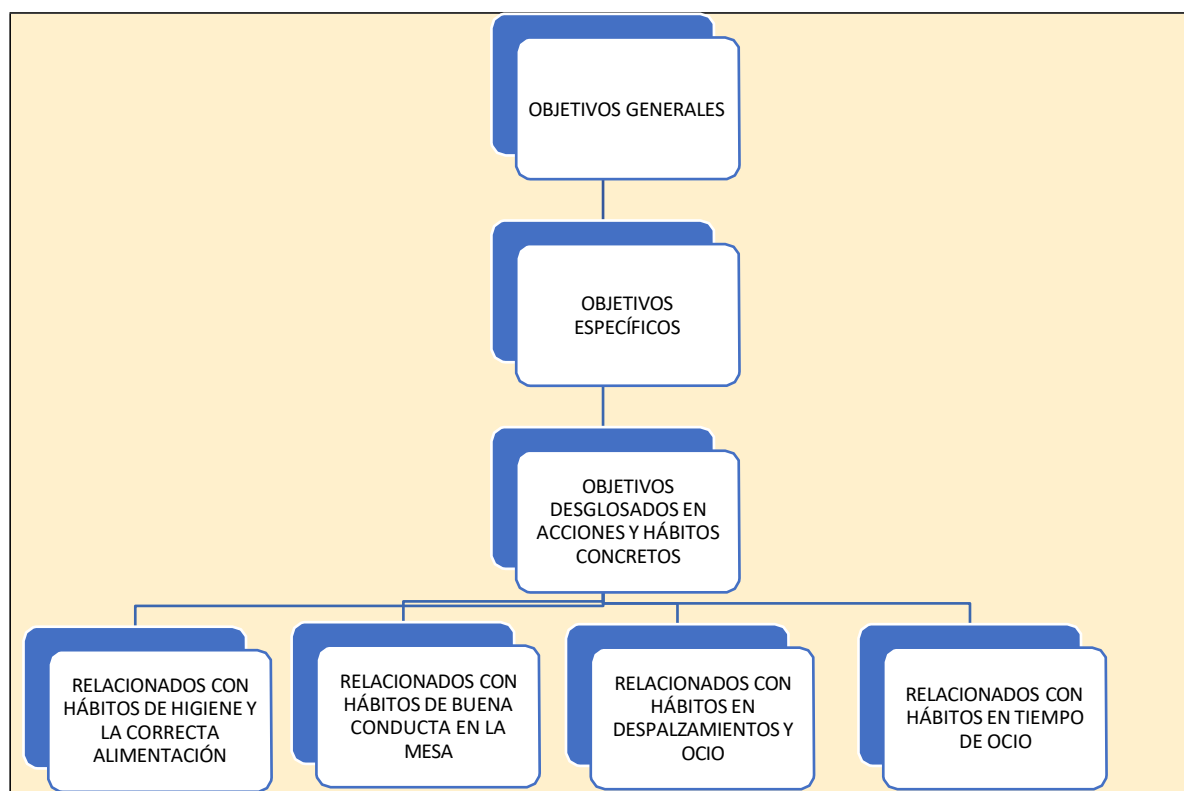 OBJETIVOS GENERALES
OBJETIVOS
ESPECÍFICOS
OBJETIVOS
DESGLOSADOS EN
ACCIONES Y HÁBITOS
CONCRETOS
RELACIONADOS CON
HÁBITOS DE HIGIENE Y
LA CORRECTA
ALIMENTACIÓN
RELACIONADOS CON
HÁBITOS DE BUENA
CONDUCTA EN LA
MESA
RELACIONADOS CON
HÁBITOS EN
DESPALZAMIENTOS Y
OCIO
RELACIONADOS CON
HÁBITOS EN TIEMPO
DE OCIO